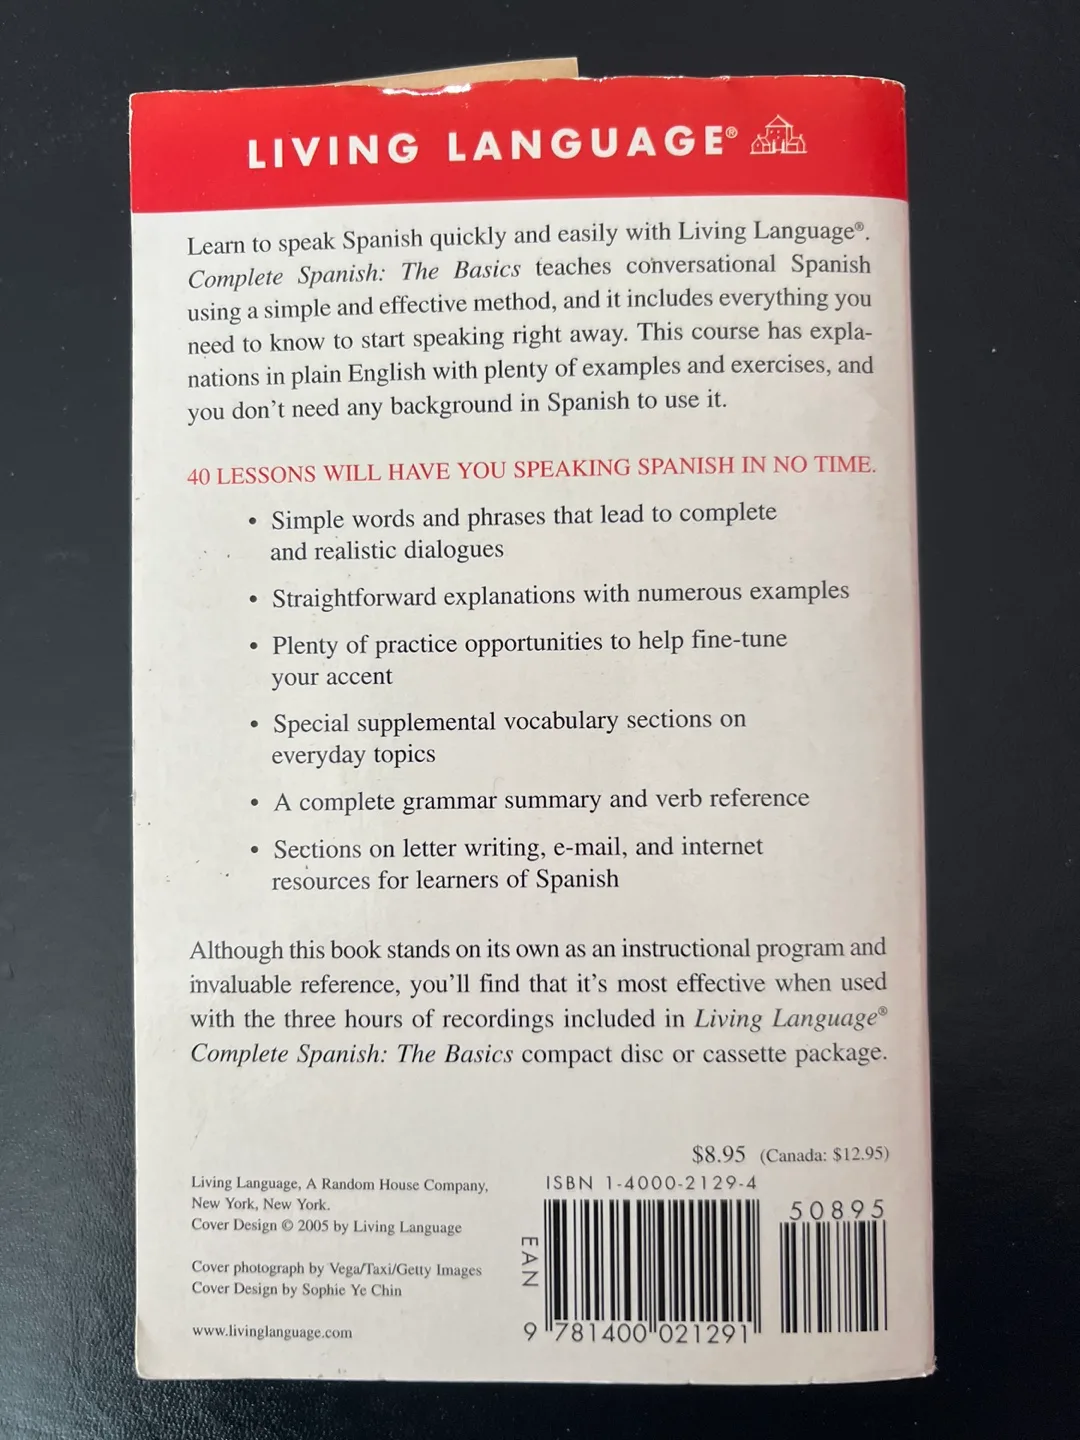 LIVING LANGUAGE®
Learn to speak Spanish quickly and easily with Living Language®.
Complete Spanish: The Basics teaches conversational Spanish
using a simple and effective method, and it includes everything you
need to know to start speaking right away. This course has expla-
nations in plain English with plenty of examples and exercises, and
you don't need any background in Spanish to use it.
40 LESSONS WILL HAVE YOU SPEAKING SPANISH IN NO TIME.
• Simple words and phrases that lead to complete
and realistic dialogues
• Straightforward explanations with numerous examples
• Plenty of practice opportunities to help fine-tune
your accent
• Special supplemental vocabulary sections on
everyday topics
• A complete grammar summary and verb reference
• Sections on letter writing, e-mail, and internet
resources for learners of Spanish
Although this book stands on its own as an instructional program and
invaluable reference, you'll find that it's most effective when used
with the three hours of recordings included in Living Language®
Complete Spanish: The Basics compact disc or cassette package.
$8.95 (Canada: $12.95)
Living Language, A Random House Company,
New York, New York.
Cover Design © 2005 by Living Language
Cover photograph by Vega/Taxi/Getty Images
Cover Design by Sophie Ye Chin
www.livinglanguage.com
ISBN 1-4000-2129-4
50895
EAN
9 781400 021291